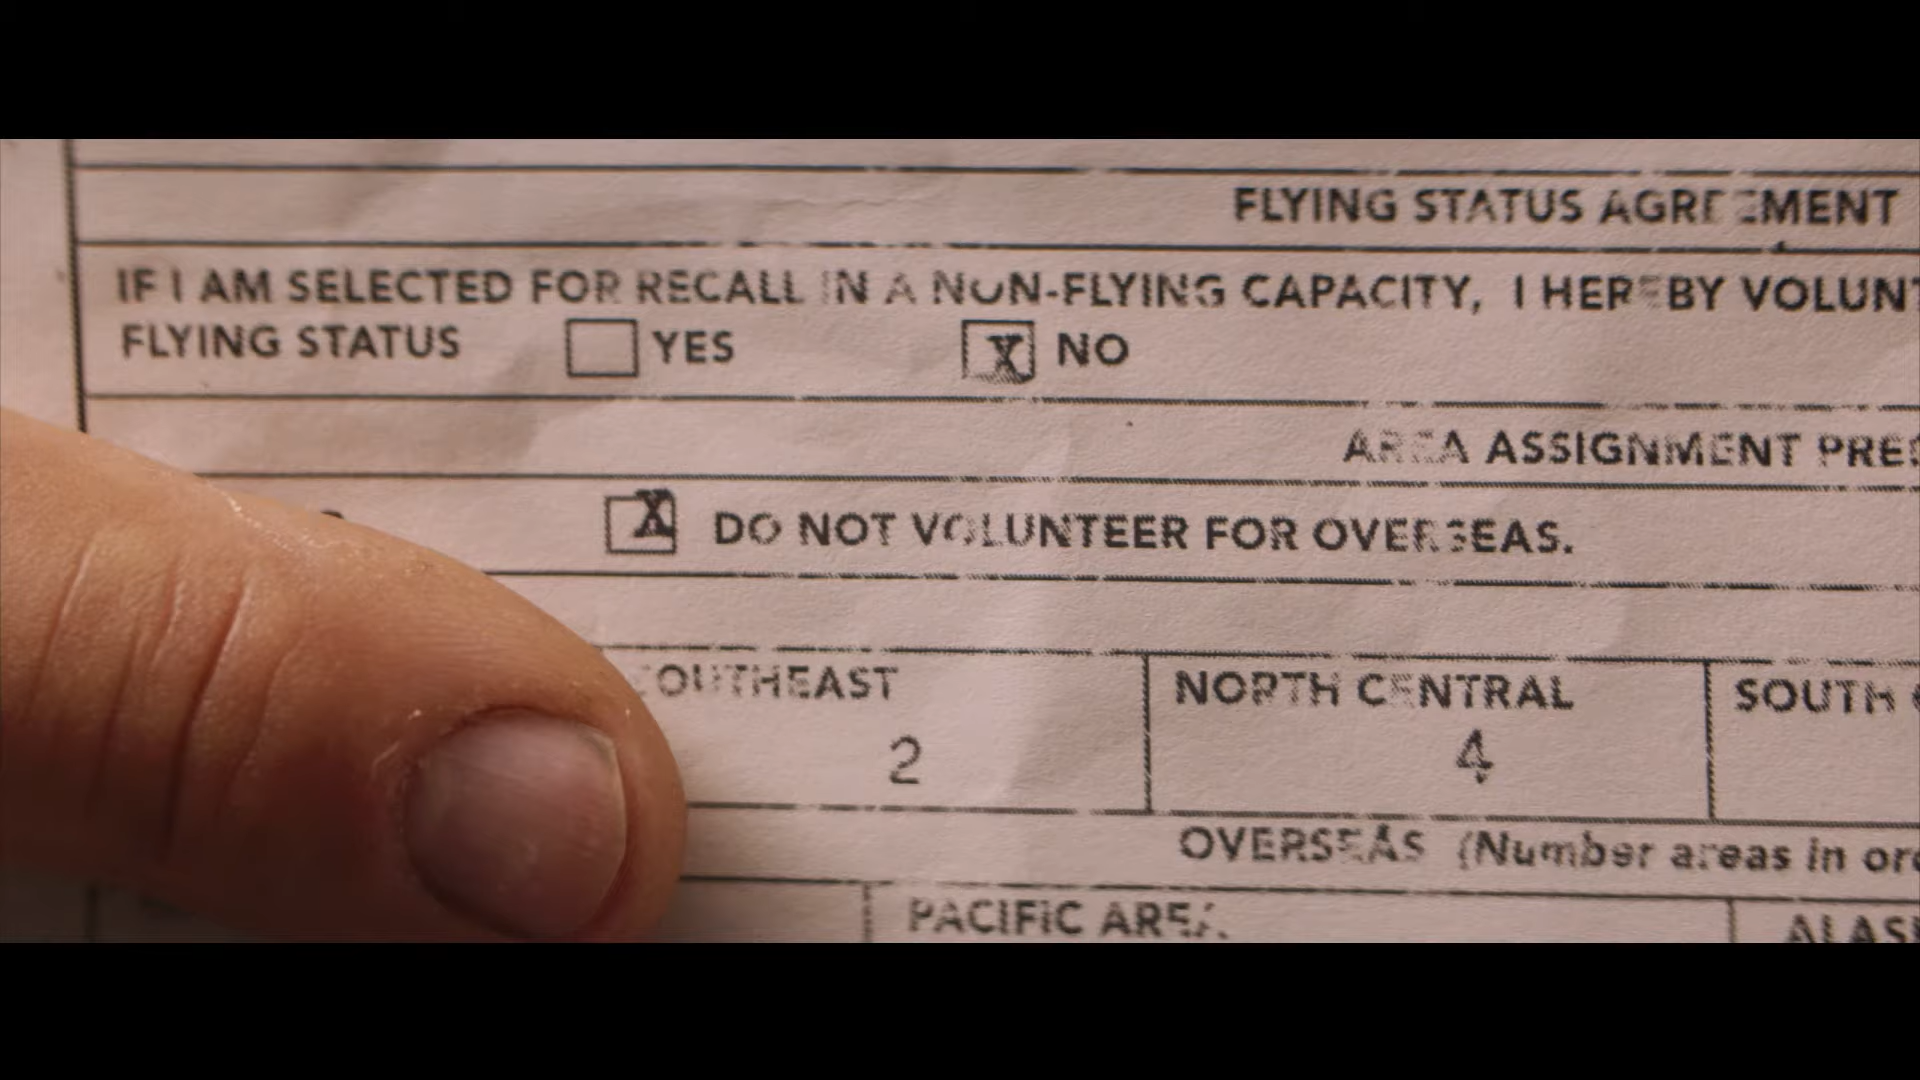 FLYING STATUS AGREEMENT
IF I AM SELECTED FOR RECALL IN A NON-FLYING CAPACITY, I HEREBY VOLUNT
FLYING STATUS YES X NO
AREA ASSIGNMENT PRE
X DO NOT VOLUNTEER FOR OVERSEAS.
OUTHEAST NORTH CENTRAL SOUTH
2 4
OVERSEAS (Number areas in or
PACIFIC AREA ALAS